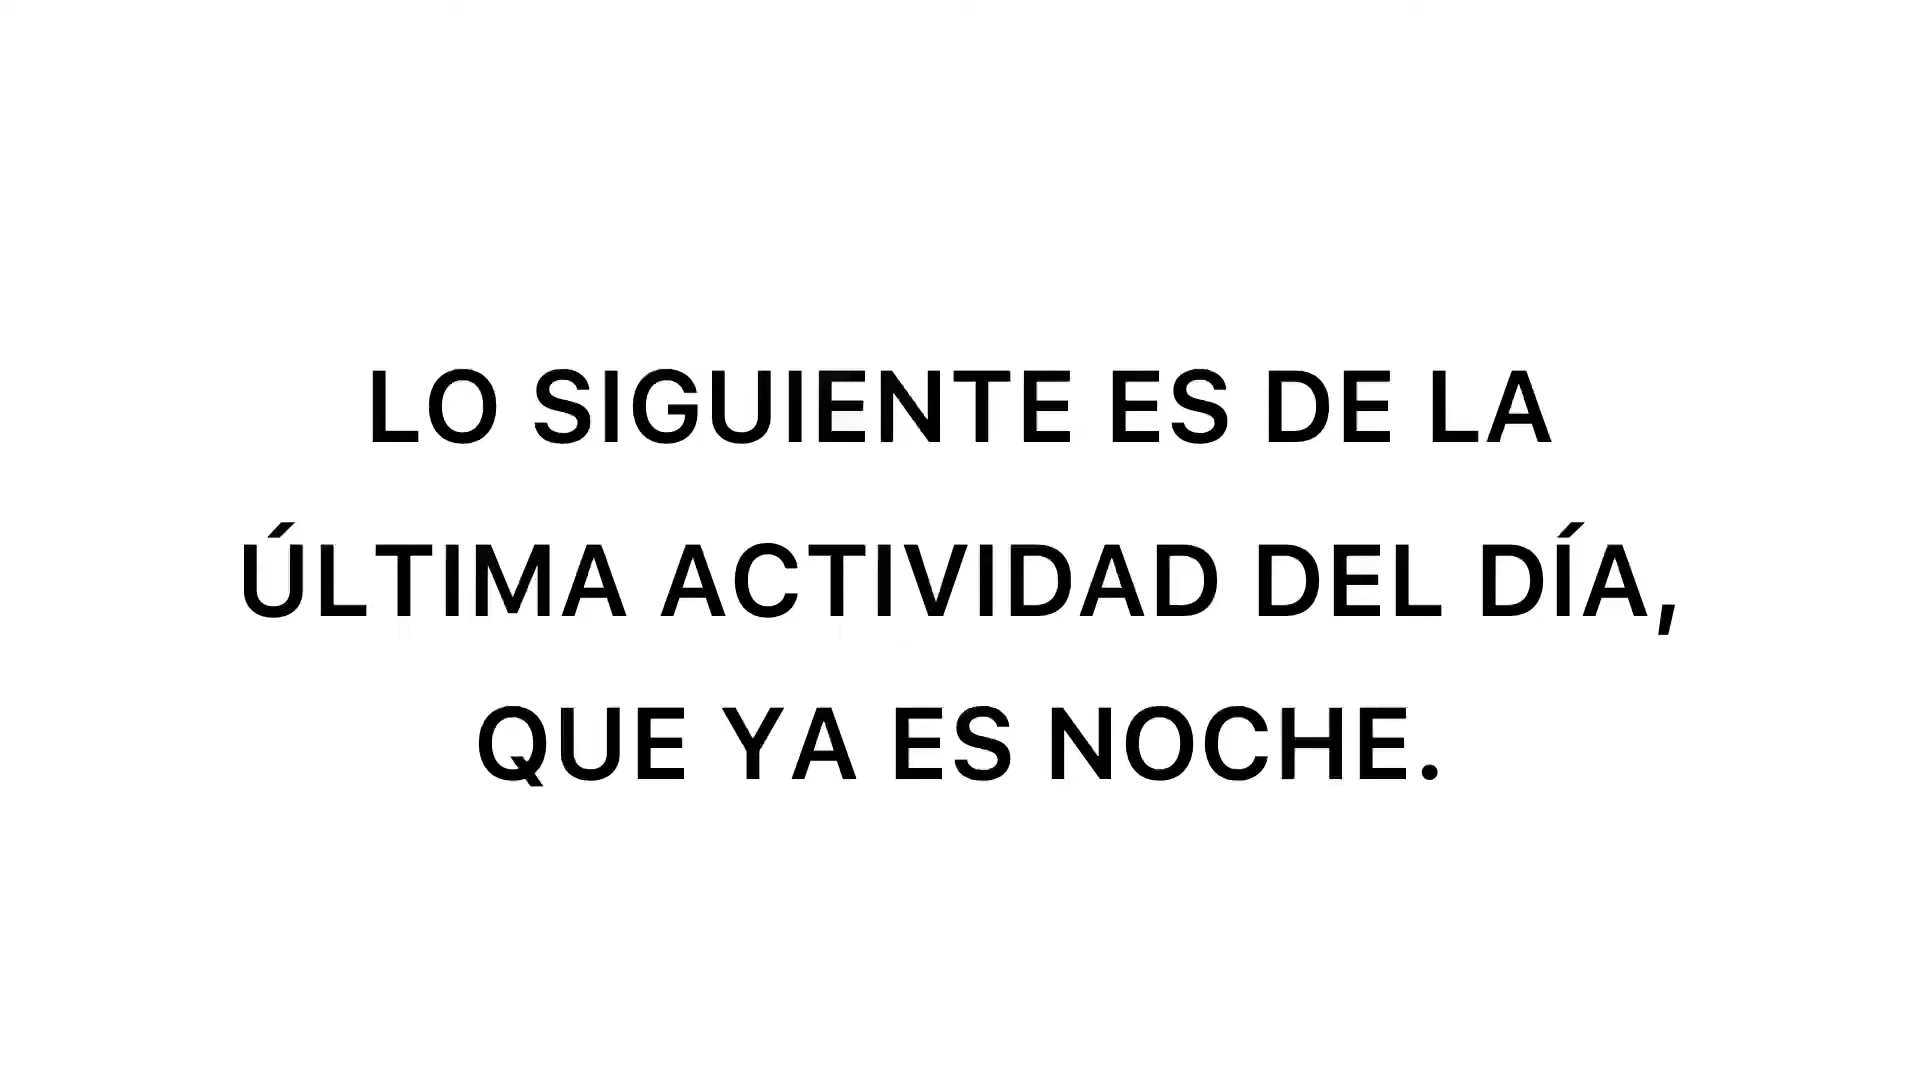 LO SIGUIENTE ES DE LA
ÚLTIMA ACTIVIDAD DEL DÍA,
QUE YA ES NOCHE.